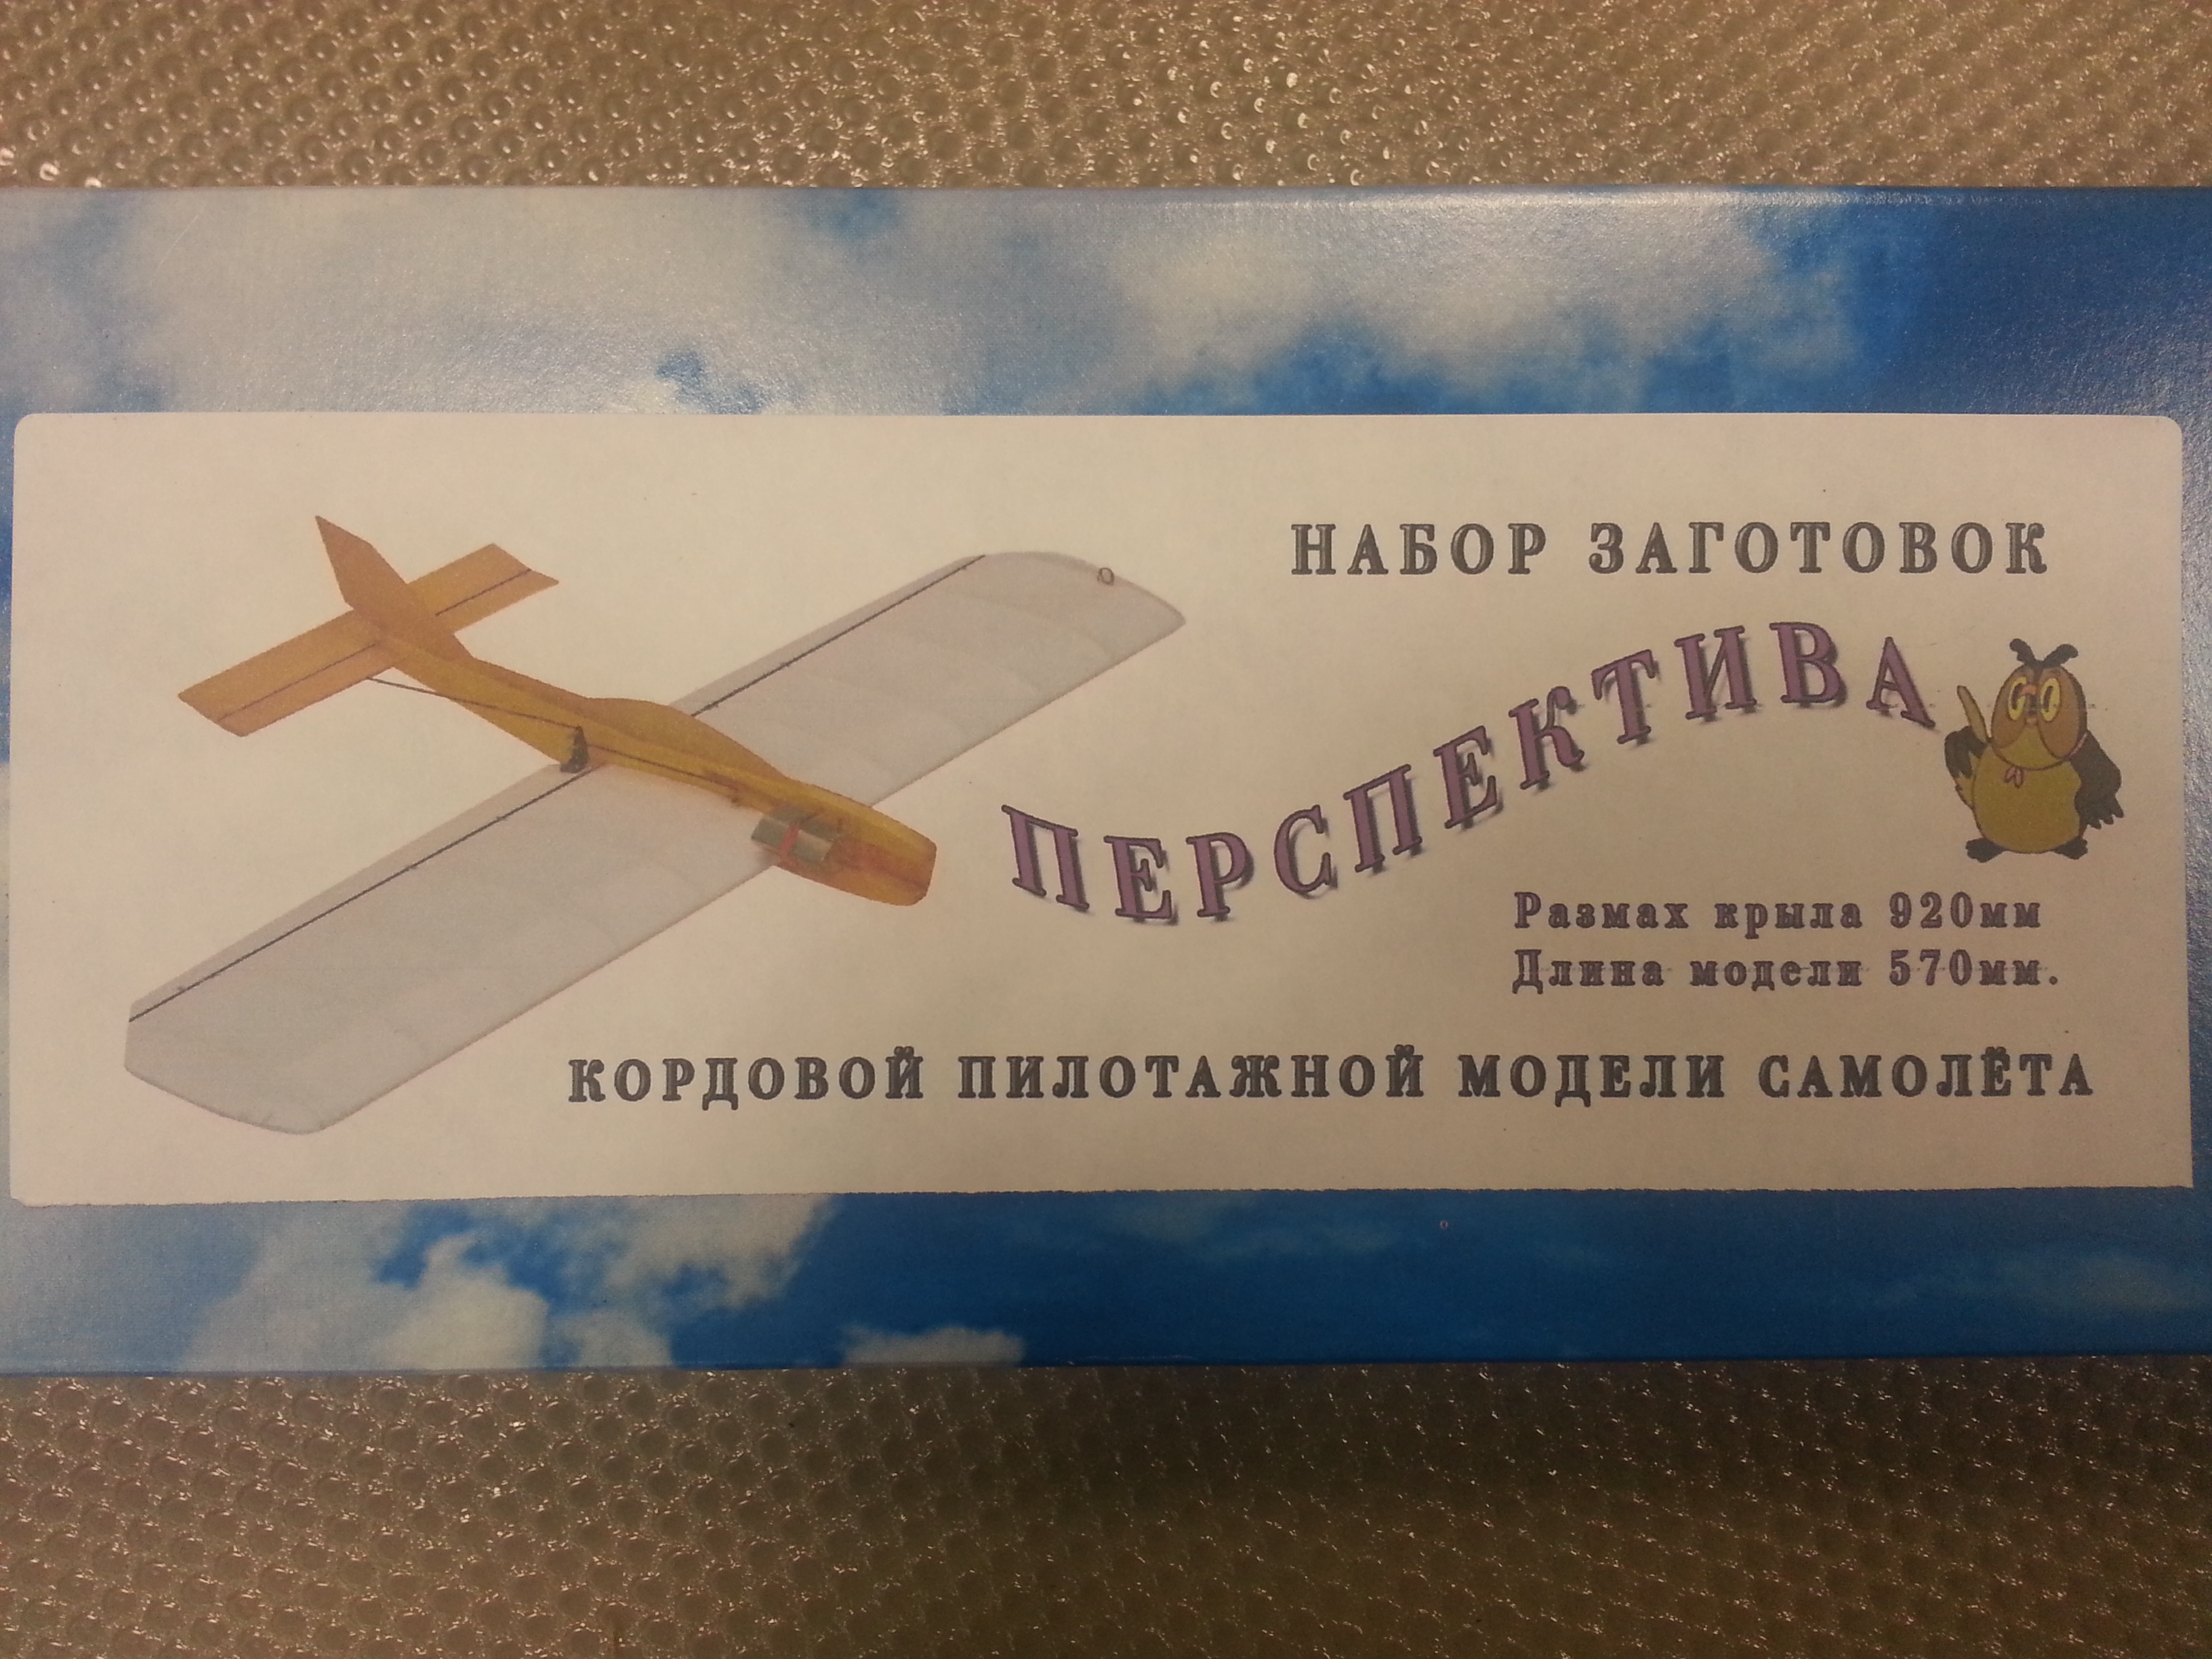 НАБОР ЗАГОТОВОК
ПЕРСПЕКТИВА
Размах крыла 920мм
Длина модели 570мм.
КОРДОВОЙ ПИЛОТАЖНОЙ МОДЕЛИ САМОЛЁТА